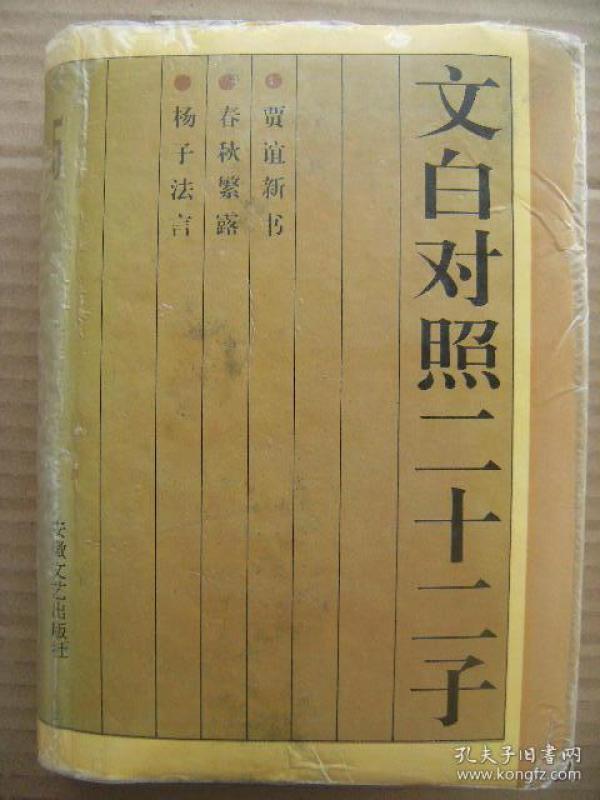 文白对照二十二子
贾谊新书
春秋繁露
杨子法言
安徽文艺出版社
孔夫子旧书网
www.kongfz.com